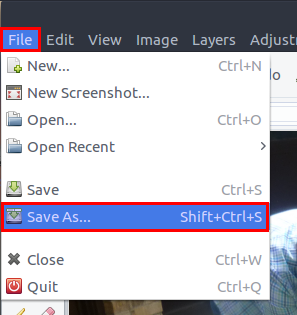 File Edit View Image Layers
New... Ctrl+N
New Screenshot...
Open... Ctrl+O
Open Recent
Save Ctrl+S
Save As... Shift+Ctrl+S
Close Ctrl+W
Quit Ctrl+Q